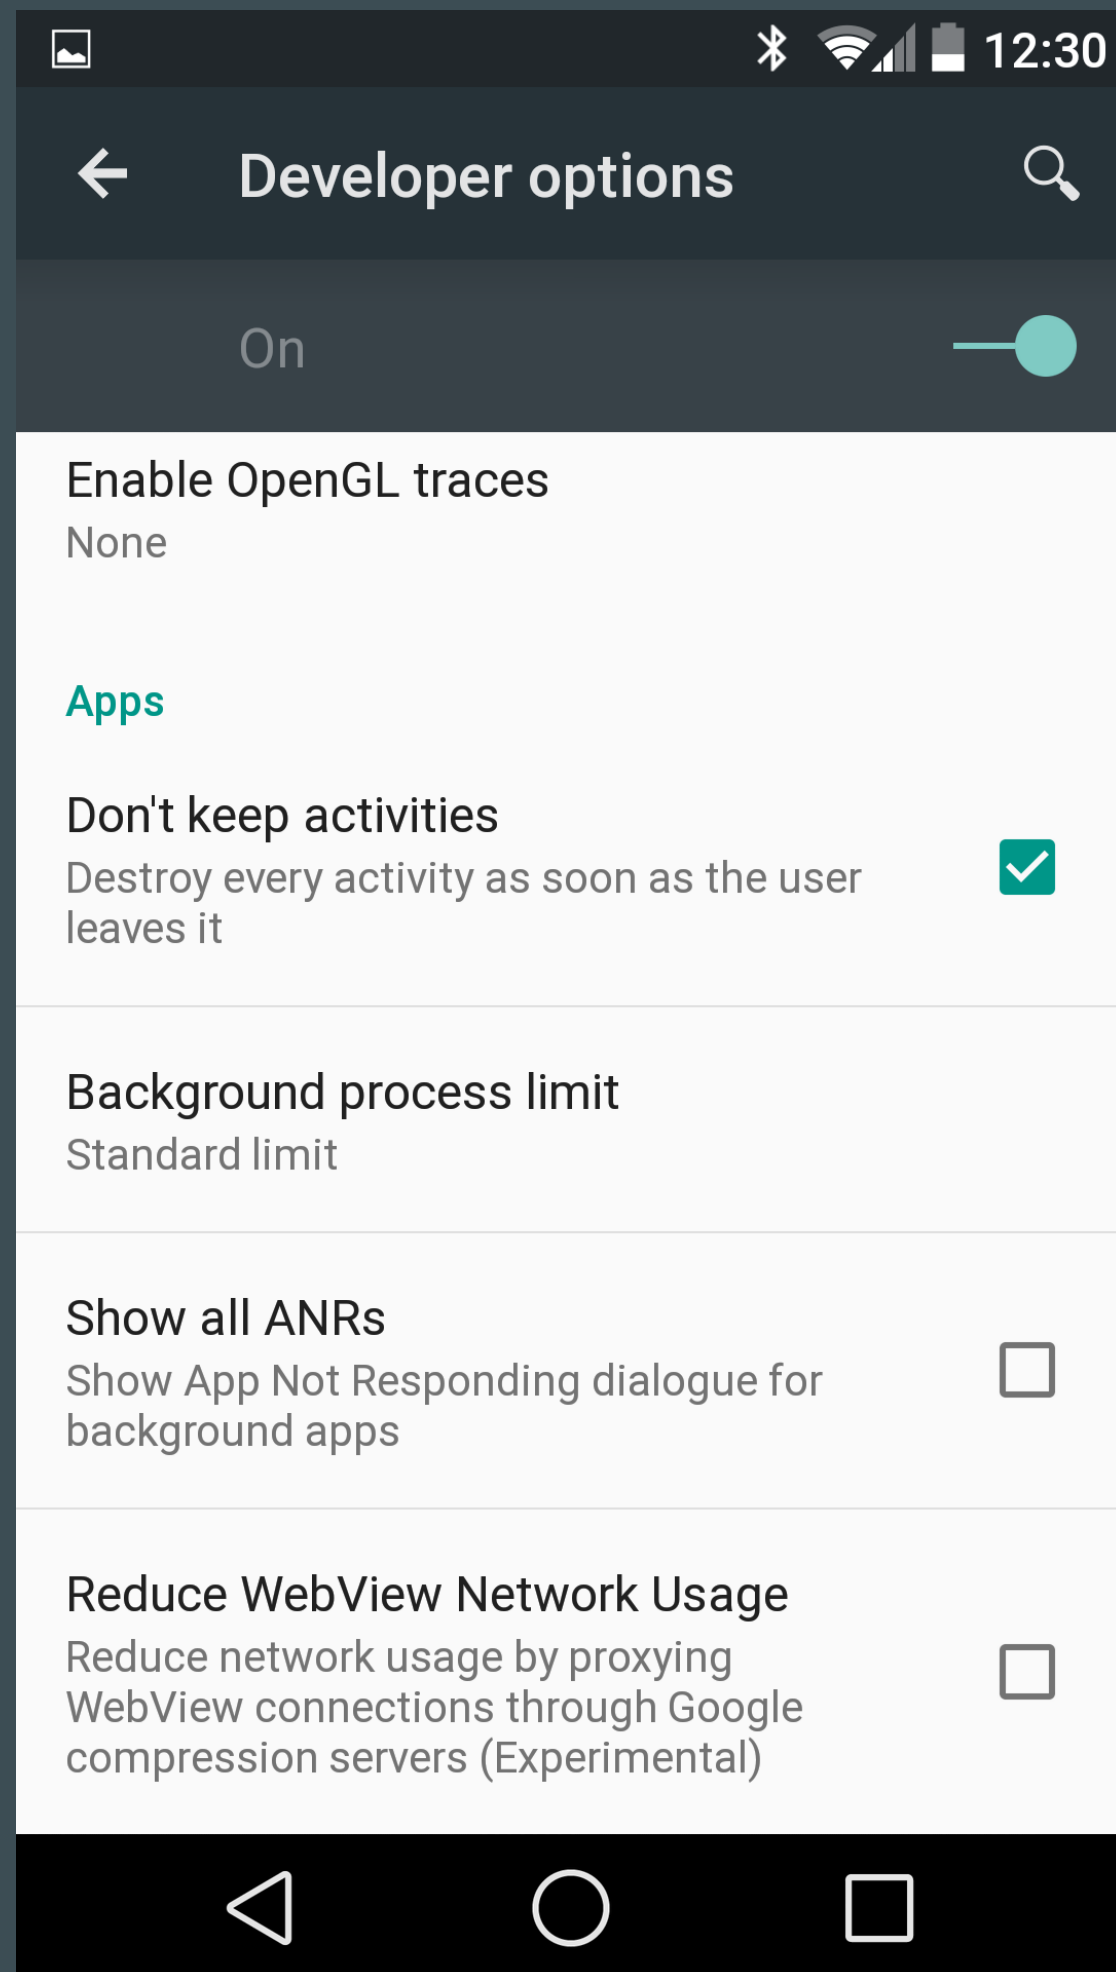 12:30
Developer options
On
Enable OpenGL traces
None
Apps
Don't keep activities
Destroy every activity as soon as the user
leaves it
Background process limit
Standard limit
Show all ANRs
Show App Not Responding dialogue for
background apps
Reduce WebView Network Usage
Reduce network usage by proxying
WebView connections through Google
compression servers (Experimental)